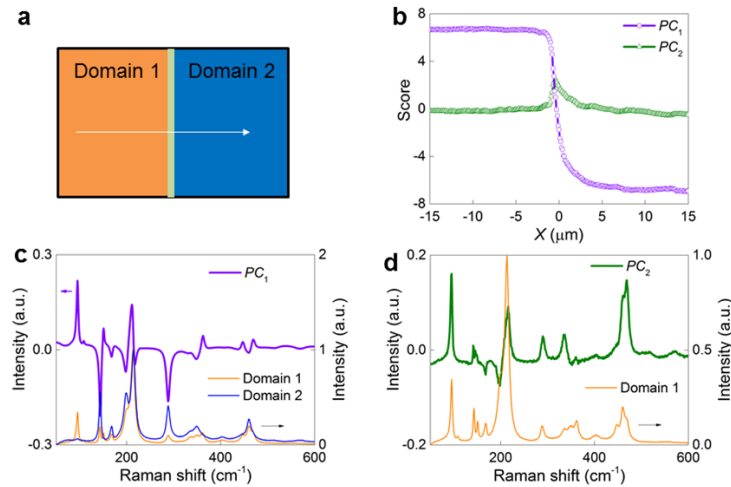 a
Domain 1
Domain 2
b
8
4
0
-4
-8
Score
PC1
PC2
-15
-10
-5
0
5
10
15
X (μm)
c
0.3
0.0
-0.3
Intensity (a.u.)
PC1
Domain 1
Domain 2
2
1
0
Intensity (a.u.)
200
400
600
Raman shift (cm-1)
d
0.2
0.0
-0.2
Intensity (a.u.)
PC2
Domain 1
1.0
0.5
0.0
Intensity (a.u.)
200
400
600
Raman shift (cm-1)